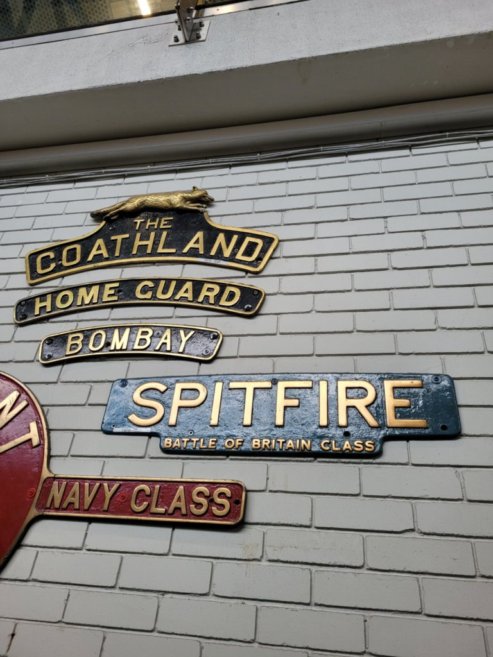 THE
COATHLAND
HOME GUARD
BOMBAY
SPITFIRE
BATTLE OF BRITAIN CLASS
NT
NAVY CLASS